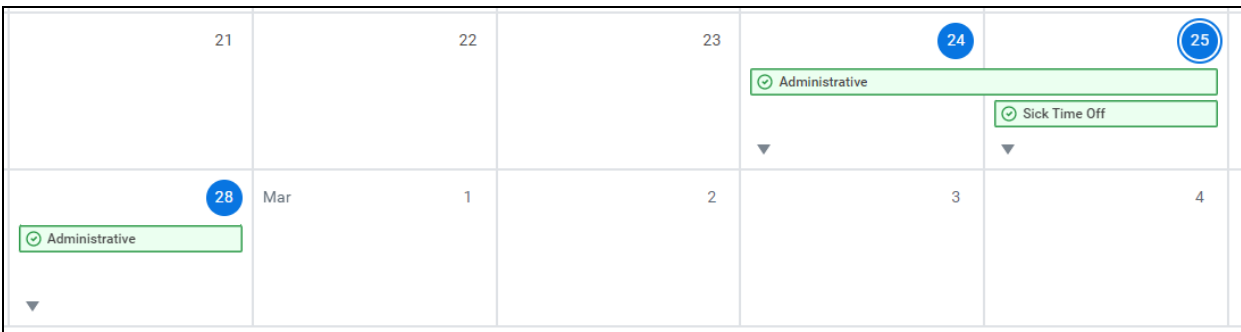 21 22 23 24 25
Administrative
Sick Time Off
28 Mar 1 2 3 4
Administrative